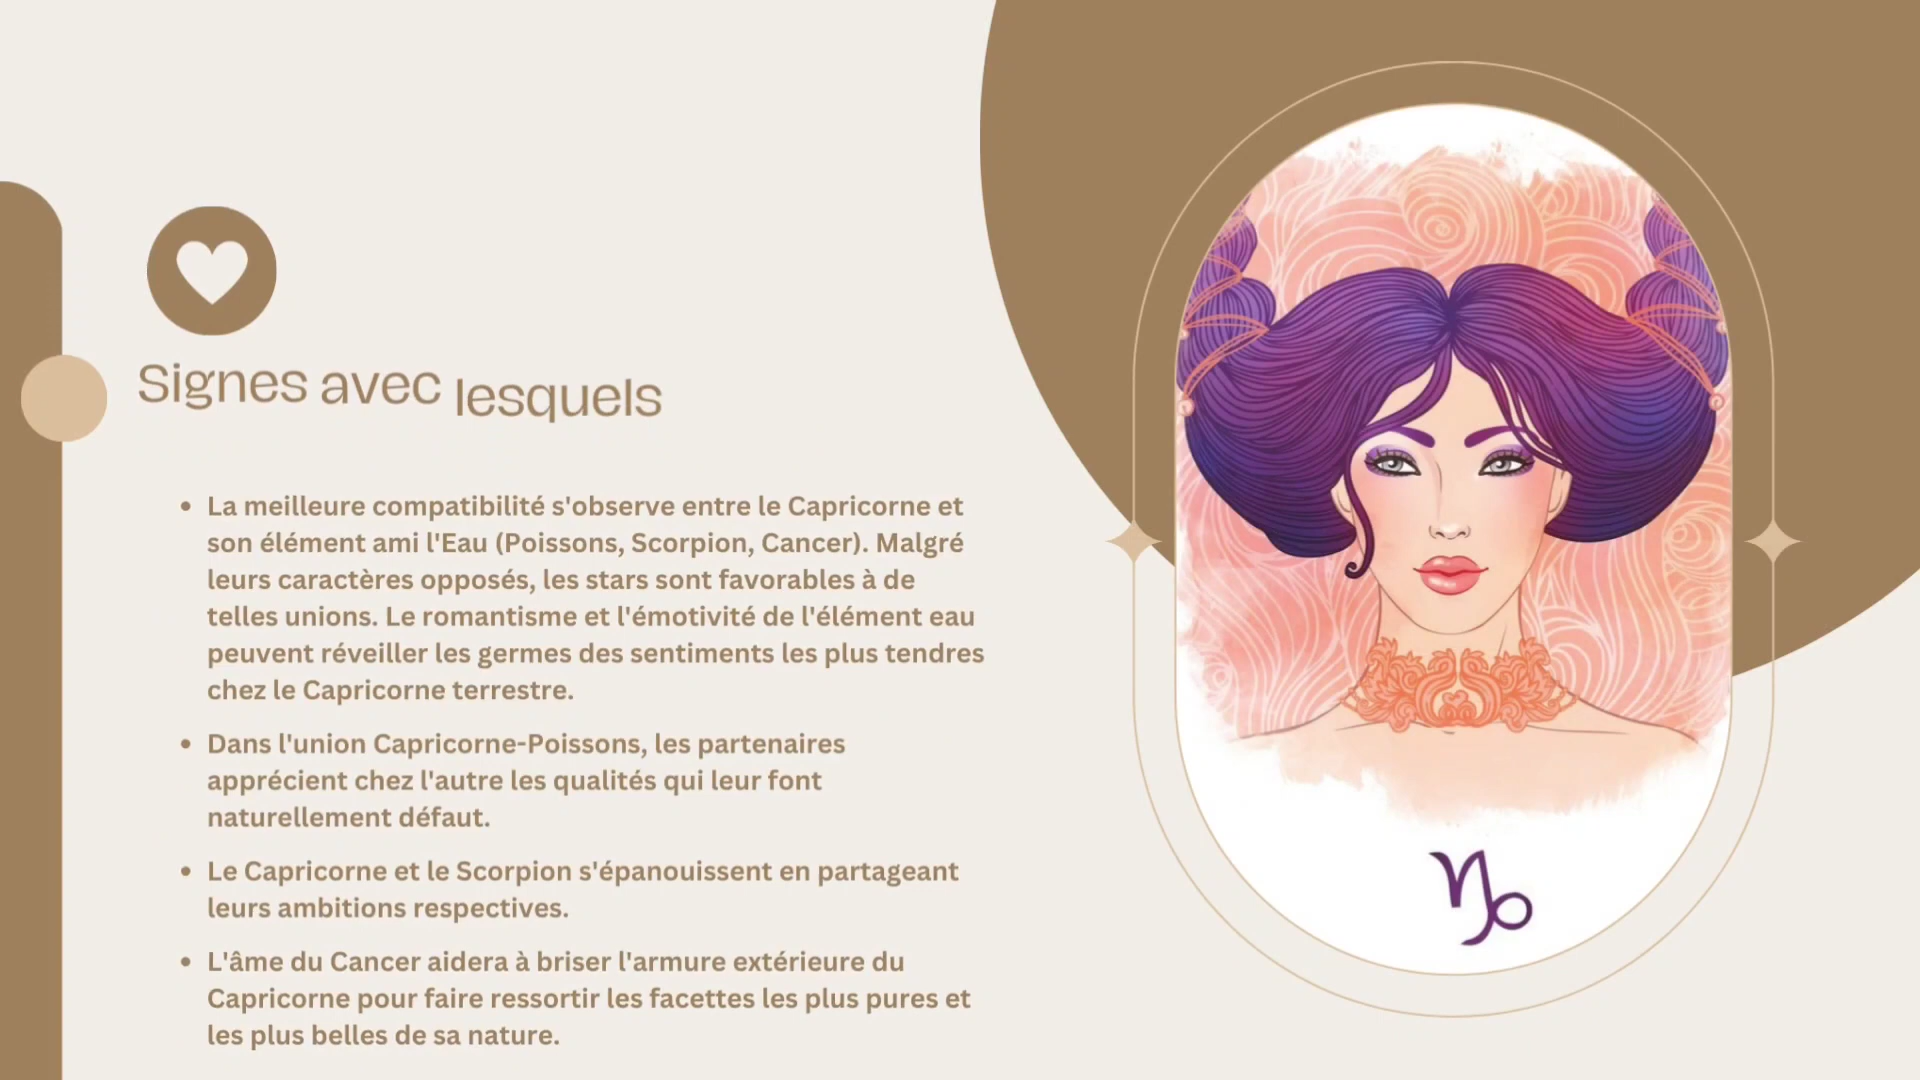 Signes avec lesquels
• La meilleure compatibilité s'observe entre le Capricorne et
son élément ami l'Eau (Poissons, Scorpion, Cancer). Malgré
leurs caractères opposés, les stars sont favorables à de
telles unions. Le romantisme et l'émotivité de l'élément eau
peuvent réveiller les germes des sentiments les plus tendres
chez le Capricorne terrestre.
• Dans l'union Capricorne-Poissons, les partenaires
apprécient chez l'autre les qualités qui leur font
naturellement défaut.
• Le Capricorne et le Scorpion s'épanouissent en partageant
leurs ambitions respectives.
• L'âme du Cancer aidera à briser l'armure extérieure du
Capricorne pour faire ressortir les facettes les plus pures et
les plus belles de sa nature.